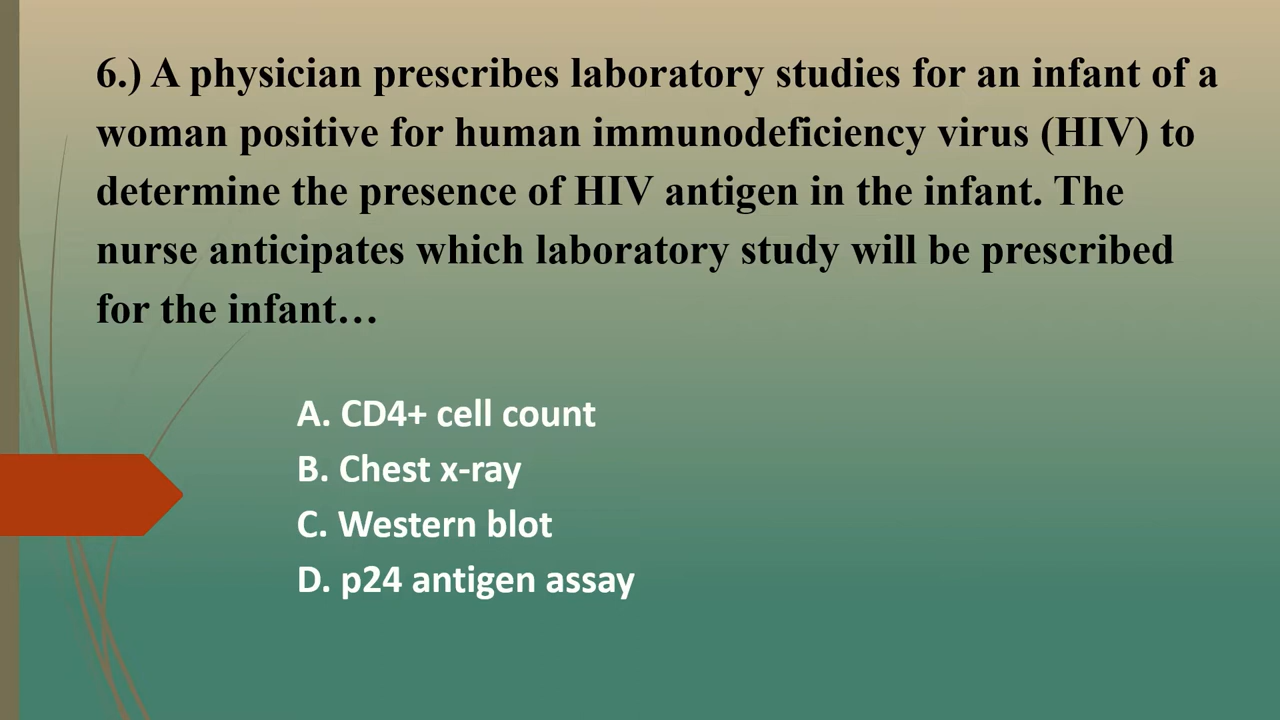 6.) A physician prescribes laboratory studies for an infant of a
woman positive for human immunodeficiency virus (HIV) to
determine the presence of HIV antigen in the infant. The
nurse anticipates which laboratory study will be prescribed
for the infant…
A. CD4+ cell count
B. Chest x-ray
C. Western blot
D. p24 antigen assay